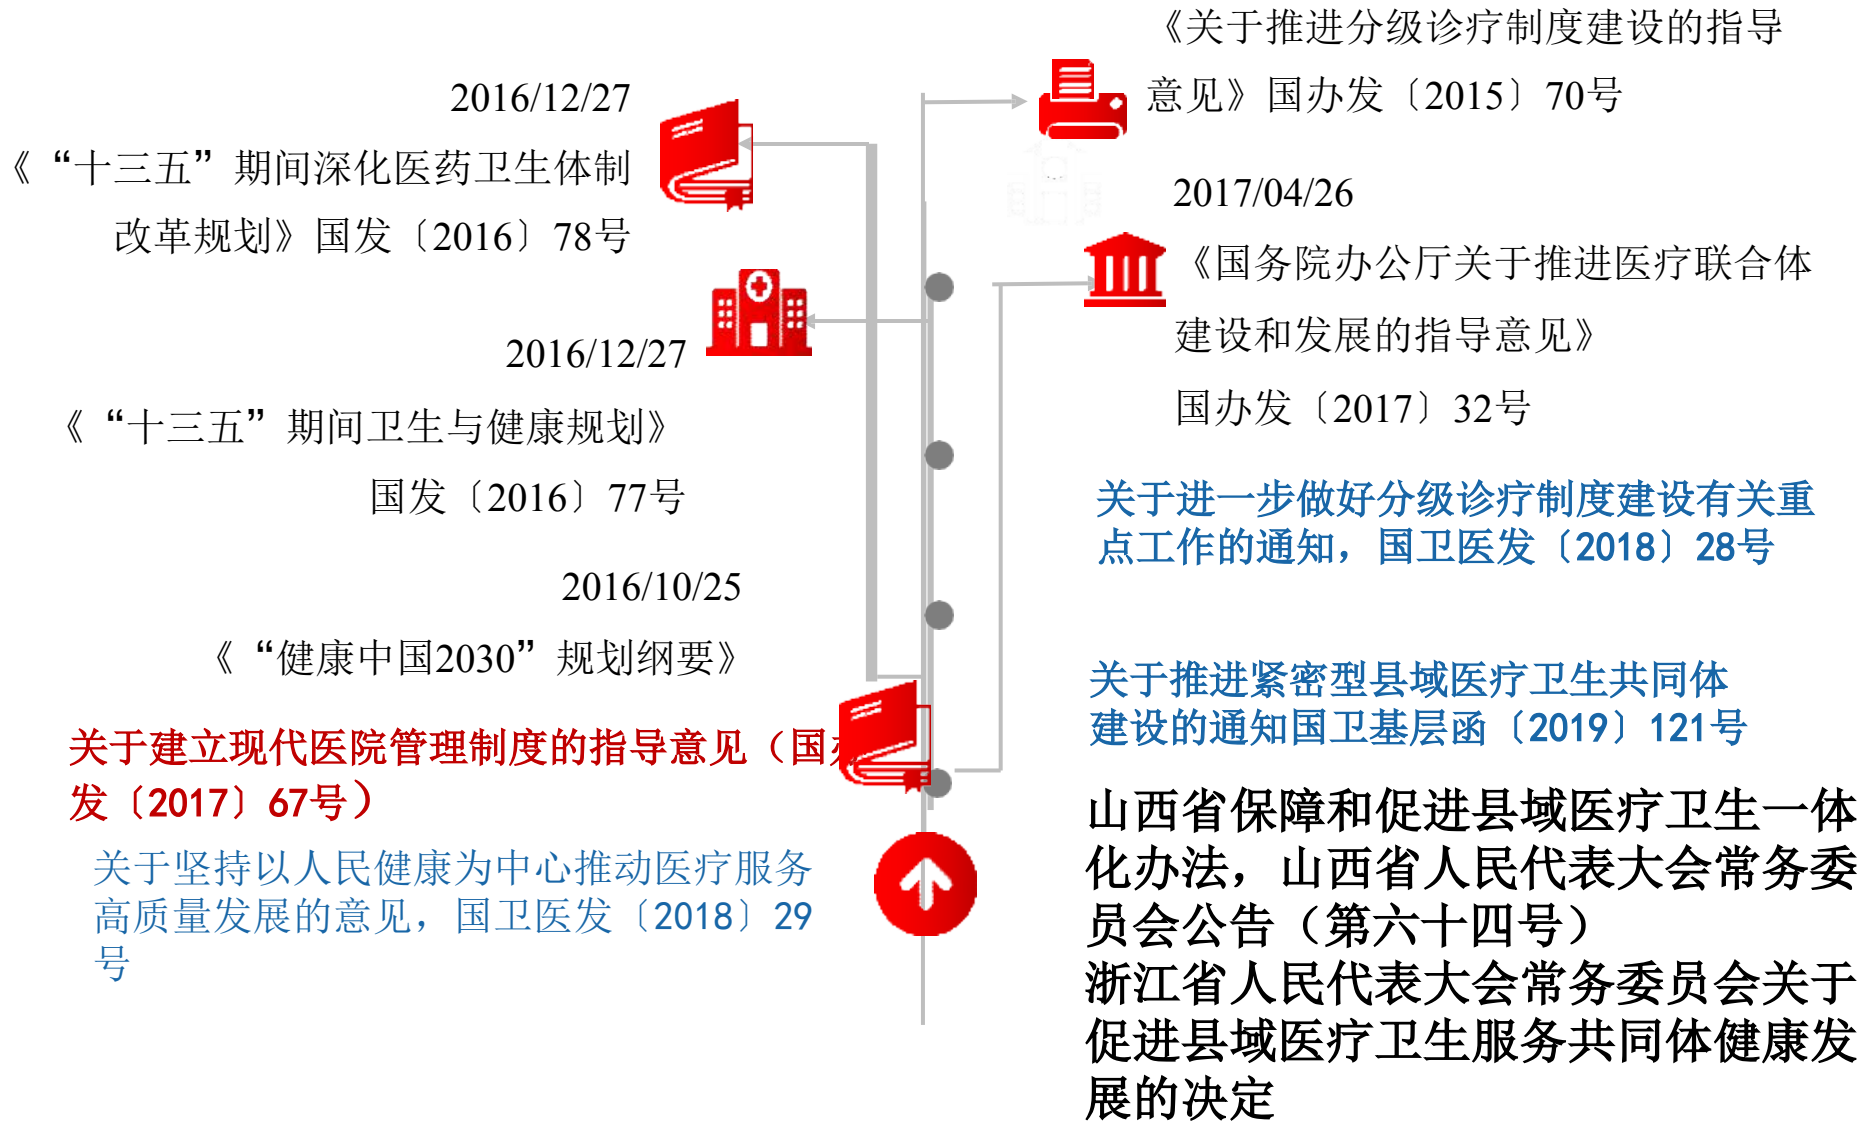 2016/12/27
《“十三五”期间深化医药卫生体制
改革规划》国发〔2016〕78号
2016/12/27
《“十三五”期间卫生与健康规划》
国发〔2016〕77号
2016/10/25
《“健康中国2030”规划纲要》
关于建立现代医院管理制度的指导意见（国办
发〔2017〕67号）
关于坚持以人民健康为中心推动医疗服务
高质量发展的意见，国卫医发〔2018〕29
号
《关于推进分级诊疗制度建设的指导
意见》国办发〔2015〕70号
2017/04/26
《国务院办公厅关于推进医疗联合体
建设和发展的指导意见》
国办发〔2017〕32号
关于进一步做好分级诊疗制度建设有关重
点工作的通知，国卫医发〔2018〕28号
关于推进紧密型县域医疗卫生共同体
建设的通知国卫基层函〔2019〕121号
山西省保障和促进县域医疗卫生一体
化办法，山西省人民代表大会常务委
员会公告（第六十四号）
浙江省人民代表大会常务委员会关于
促进县域医疗卫生服务共同体健康发
展的决定